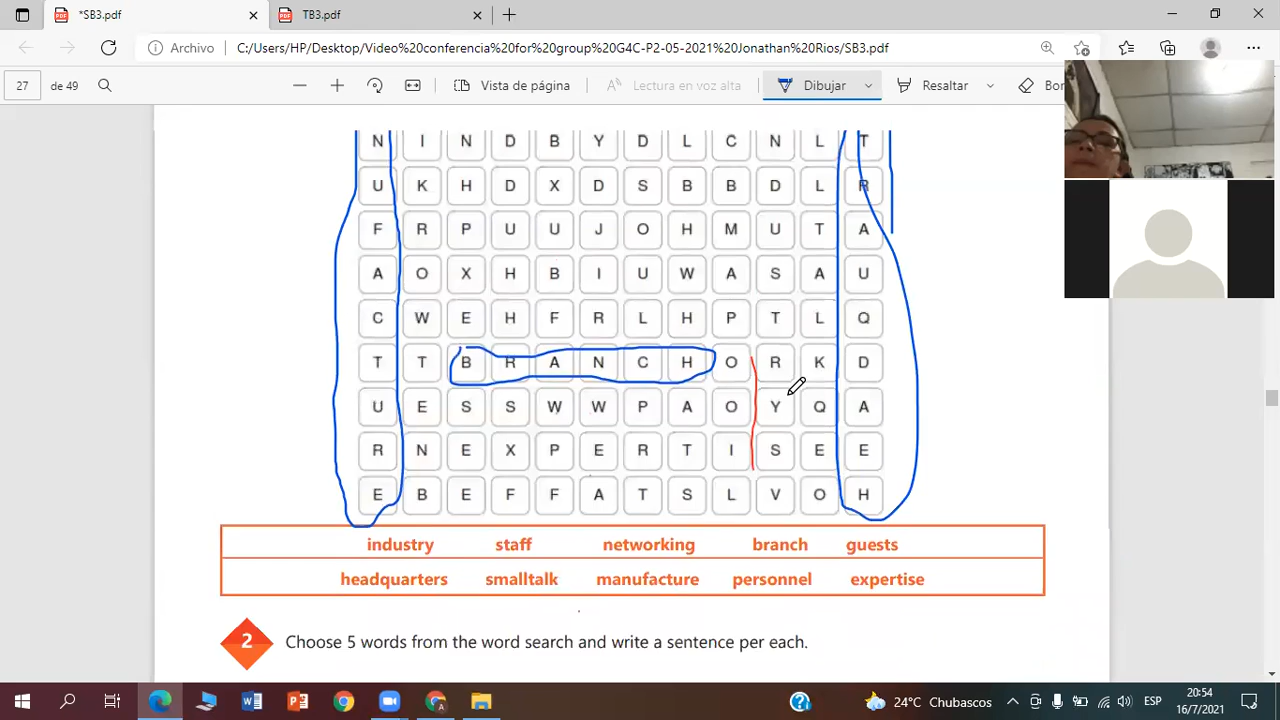 *SB3.pdf
TB3.pdf
Archivo C:/Users/HP/Desktop/Video%20conferencia%20for%20group%20G4C-P2-05-2021%20Jonathan%20Rios/SB3.pdf
27 de 49 Vista de página Lectura en voz alta Dibujar Resaltar Bor
N I N D B Y D L C N L T
U K H D X D S B B D L R
F R P U U J O H M U T A
A O X H B I U W A S A U
C W E H F R L H P T L Q
T T B R A N C H O R K D
U E S S W W P A O Y Q A
R N E X P E R T I S E E
E B E F F A T S L V O H
industry staff networking branch guests
headquarters smalltalk manufacture personnel expertise
2 Choose 5 words from the word search and write a sentence per each.
24°C Chubascos ESP 20:54
16/7/2021